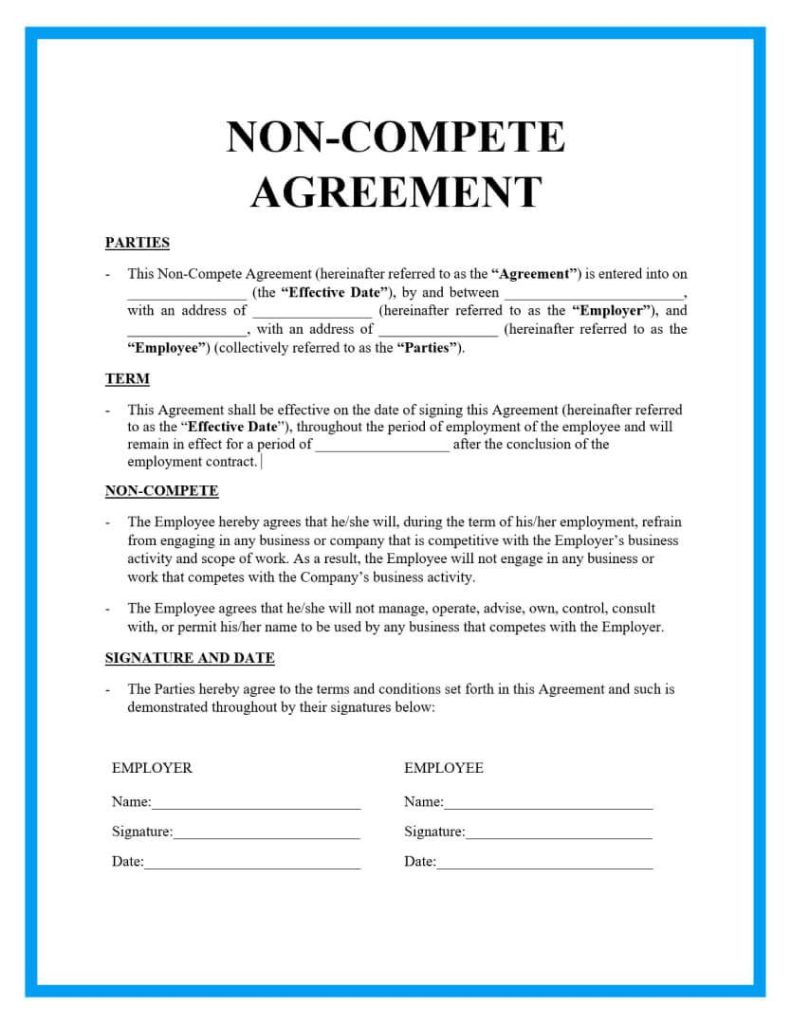 NON-COMPETE
AGREEMENT
PARTIES
- This Non-Compete Agreement (hereinafter referred to as the “Agreement”) is entered into on
________________ (the “Effective Date”), by and between ________________________,
with an address of ________________ (hereinafter referred to as the “Employer”), and
________________, with an address of ________________ (hereinafter referred to as the
“Employee”) (collectively referred to as the “Parties”).
TERM
- This Agreement shall be effective on the date of signing this Agreement (hereinafter referred
to as the “Effective Date”), throughout the period of employment of the employee and will
remain in effect for a period of __________________ after the conclusion of the
employment contract.
NON-COMPETE
- The Employee hereby agrees that he/she will, during the term of his/her employment, refrain
from engaging in any business or company that is competitive with the Employer’s business
activity and scope of work. As a result, the Employee will not engage in any business or
work that competes with the Company’s business activity.
- The Employee agrees that he/she will not manage, operate, advise, own, control, consult
with, or permit his/her name to be used by any business that competes with the Employer.
SIGNATURE AND DATE
- The Parties hereby agree to the terms and conditions set forth in this Agreement and such is
demonstrated throughout by their signatures below:
EMPLOYER
Name:____________________________
Signature:_________________________
Date:_____________________________
EMPLOYEE
Name:____________________________
Signature:_________________________
Date:_____________________________